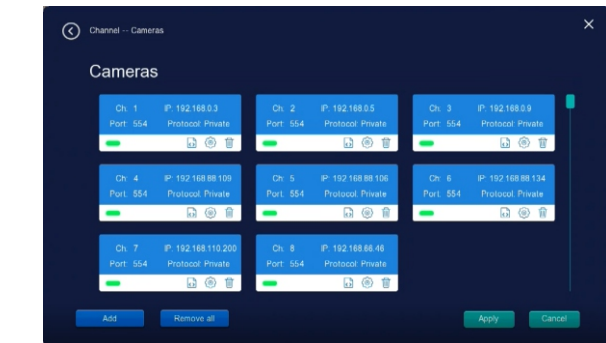 Channel -- Cameras
Cameras
Ch: 1 IP: 192.168.0.3
Port: 554 Protocol: Private
Ch: 2 IP: 192.168.0.5
Port: 554 Protocol: Private
Ch: 3 IP: 192.168.0.9
Port: 554 Protocol: Private
Ch: 4 IP: 192.168.88.109
Port: 554 Protocol: Private
Ch: 5 IP: 192.168.88.106
Port: 554 Protocol: Private
Ch: 6 IP: 192.168.88.134
Port: 554 Protocol: Private
Ch: 7 IP: 192.168.110.200
Port: 554 Protocol: Private
Ch: 8 IP: 192.168.66.46
Port: 554 Protocol: Private
Add Remove all Apply Cancel